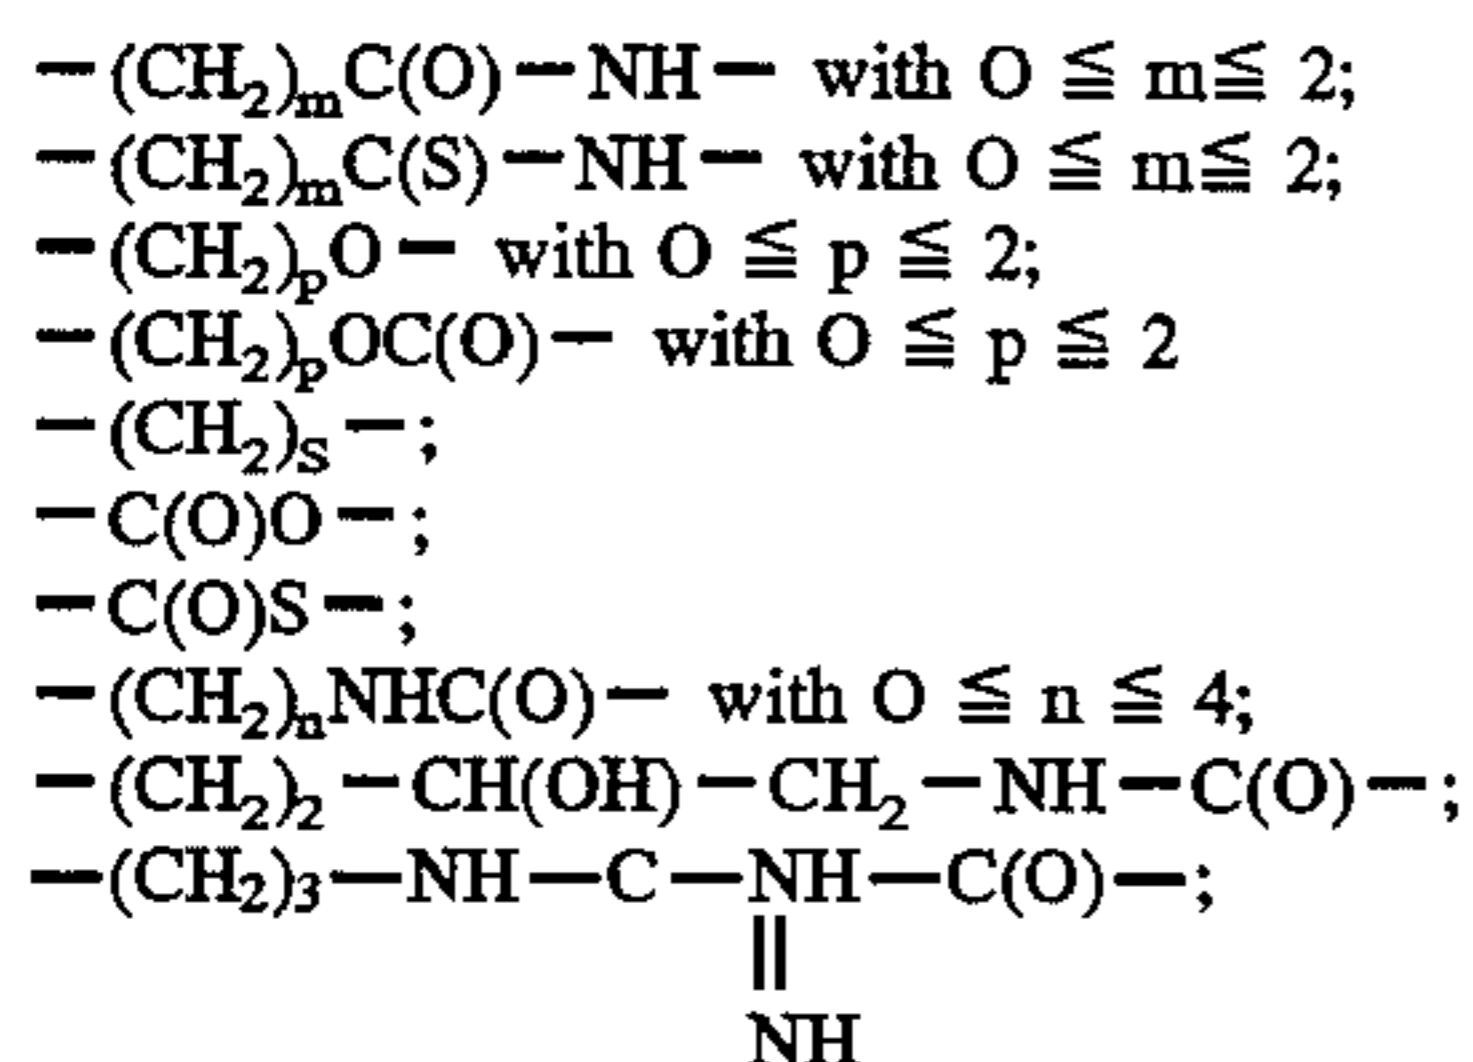 —(CH₂)ₘC(O)—NH— with O ≦ m≦ 2;
—(CH₂)ₘC(S)—NH— with O ≦ m≦ 2;
—(CH₂)ₚO— with O ≦ p ≦ 2;
—(CH₂)ₚOC(O)— with O ≦ p ≦ 2
—(CH₂)S—;
—C(O)O—;
—C(O)S—;
—(CH₂)ₙNHC(O)— with O ≦ n ≦ 4;
—(CH₂)₂—CH(OH)—CH₂—NH—C(O)—;
—(CH₂)₃—NH—C—NH—C(O)—;
||
NH